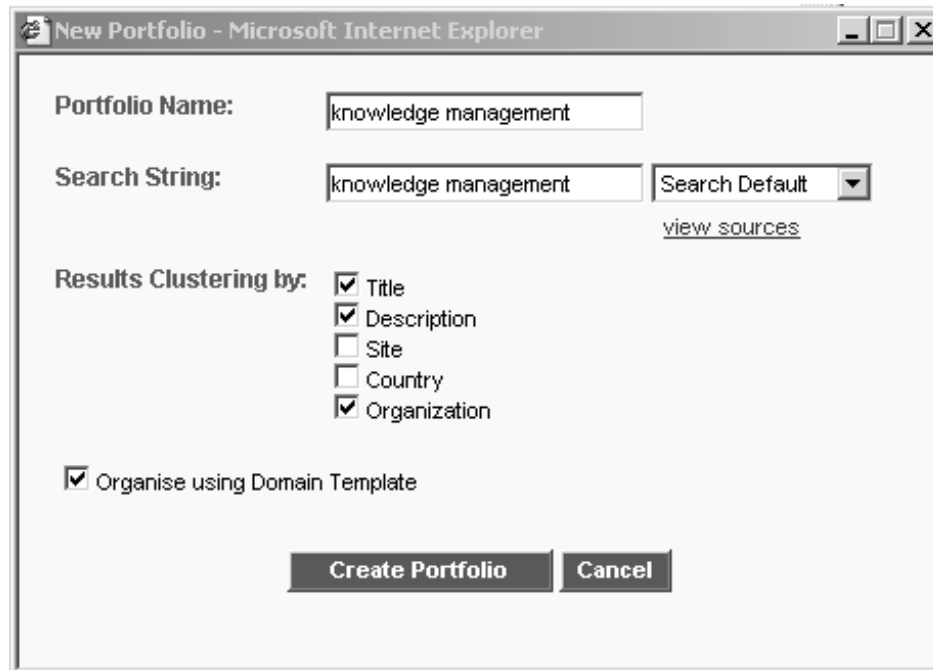 New Portfolio - Microsoft Internet Explorer
Portfolio Name: knowledge management
Search String: knowledge management Search Default
view sources
Results Clustering by: Title
Description
Site
Country
Organization
Organise using Domain Template
Create Portfolio Cancel